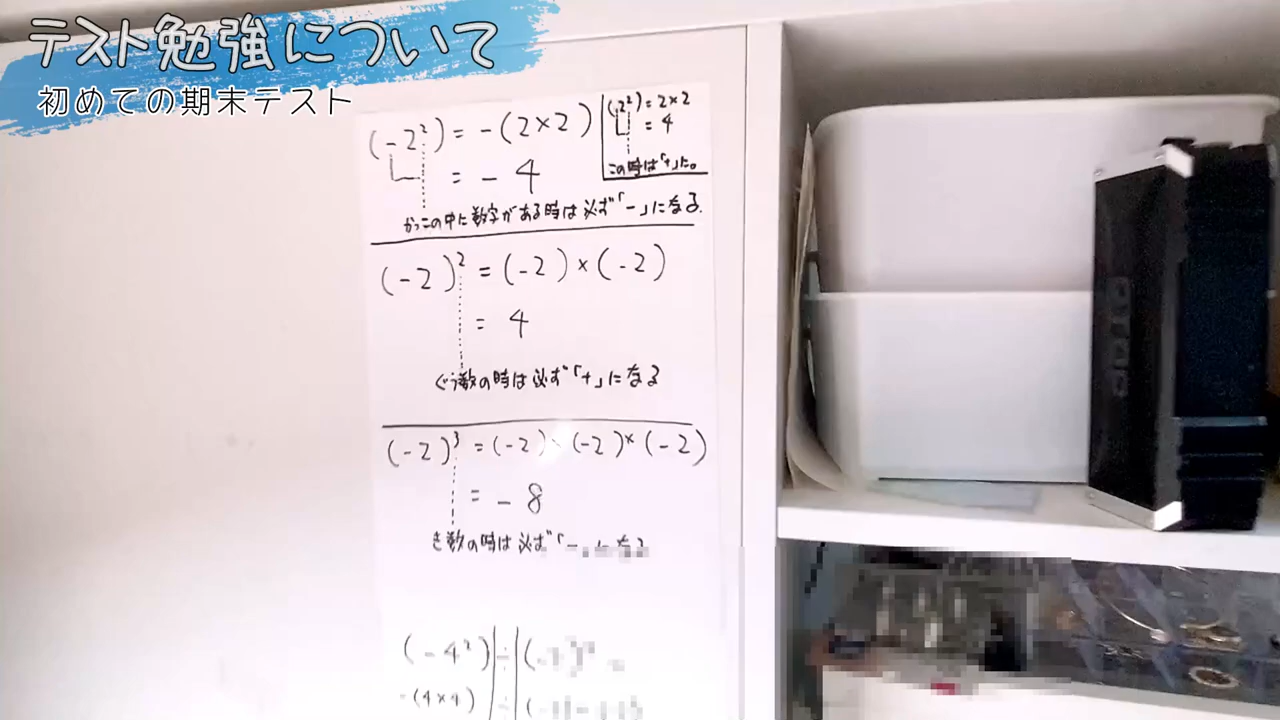 テスト勉強について
初めての期末テスト
(-2²) = -(2×2)
= -4
かっこの中に数字がある時は必ず「-」になる.
(2²) = 2×2
= 4
この時は「+」に。
(-2)² = (-2)×(-2)
= 4
ぐう数の時は必ず「+」になる
(-2)³ = (-2) (-2)×(-2)
= -8
き数の時は必ず「-」になる
(-4²) ÷ (
-(4×4) ÷